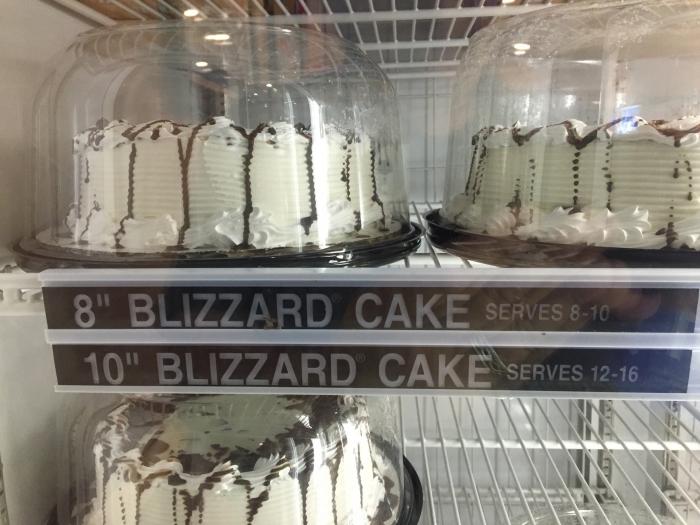 8" BLIZZARD® CAKE SERVES 8-10
10" BLIZZARD® CAKE SERVES 12-16